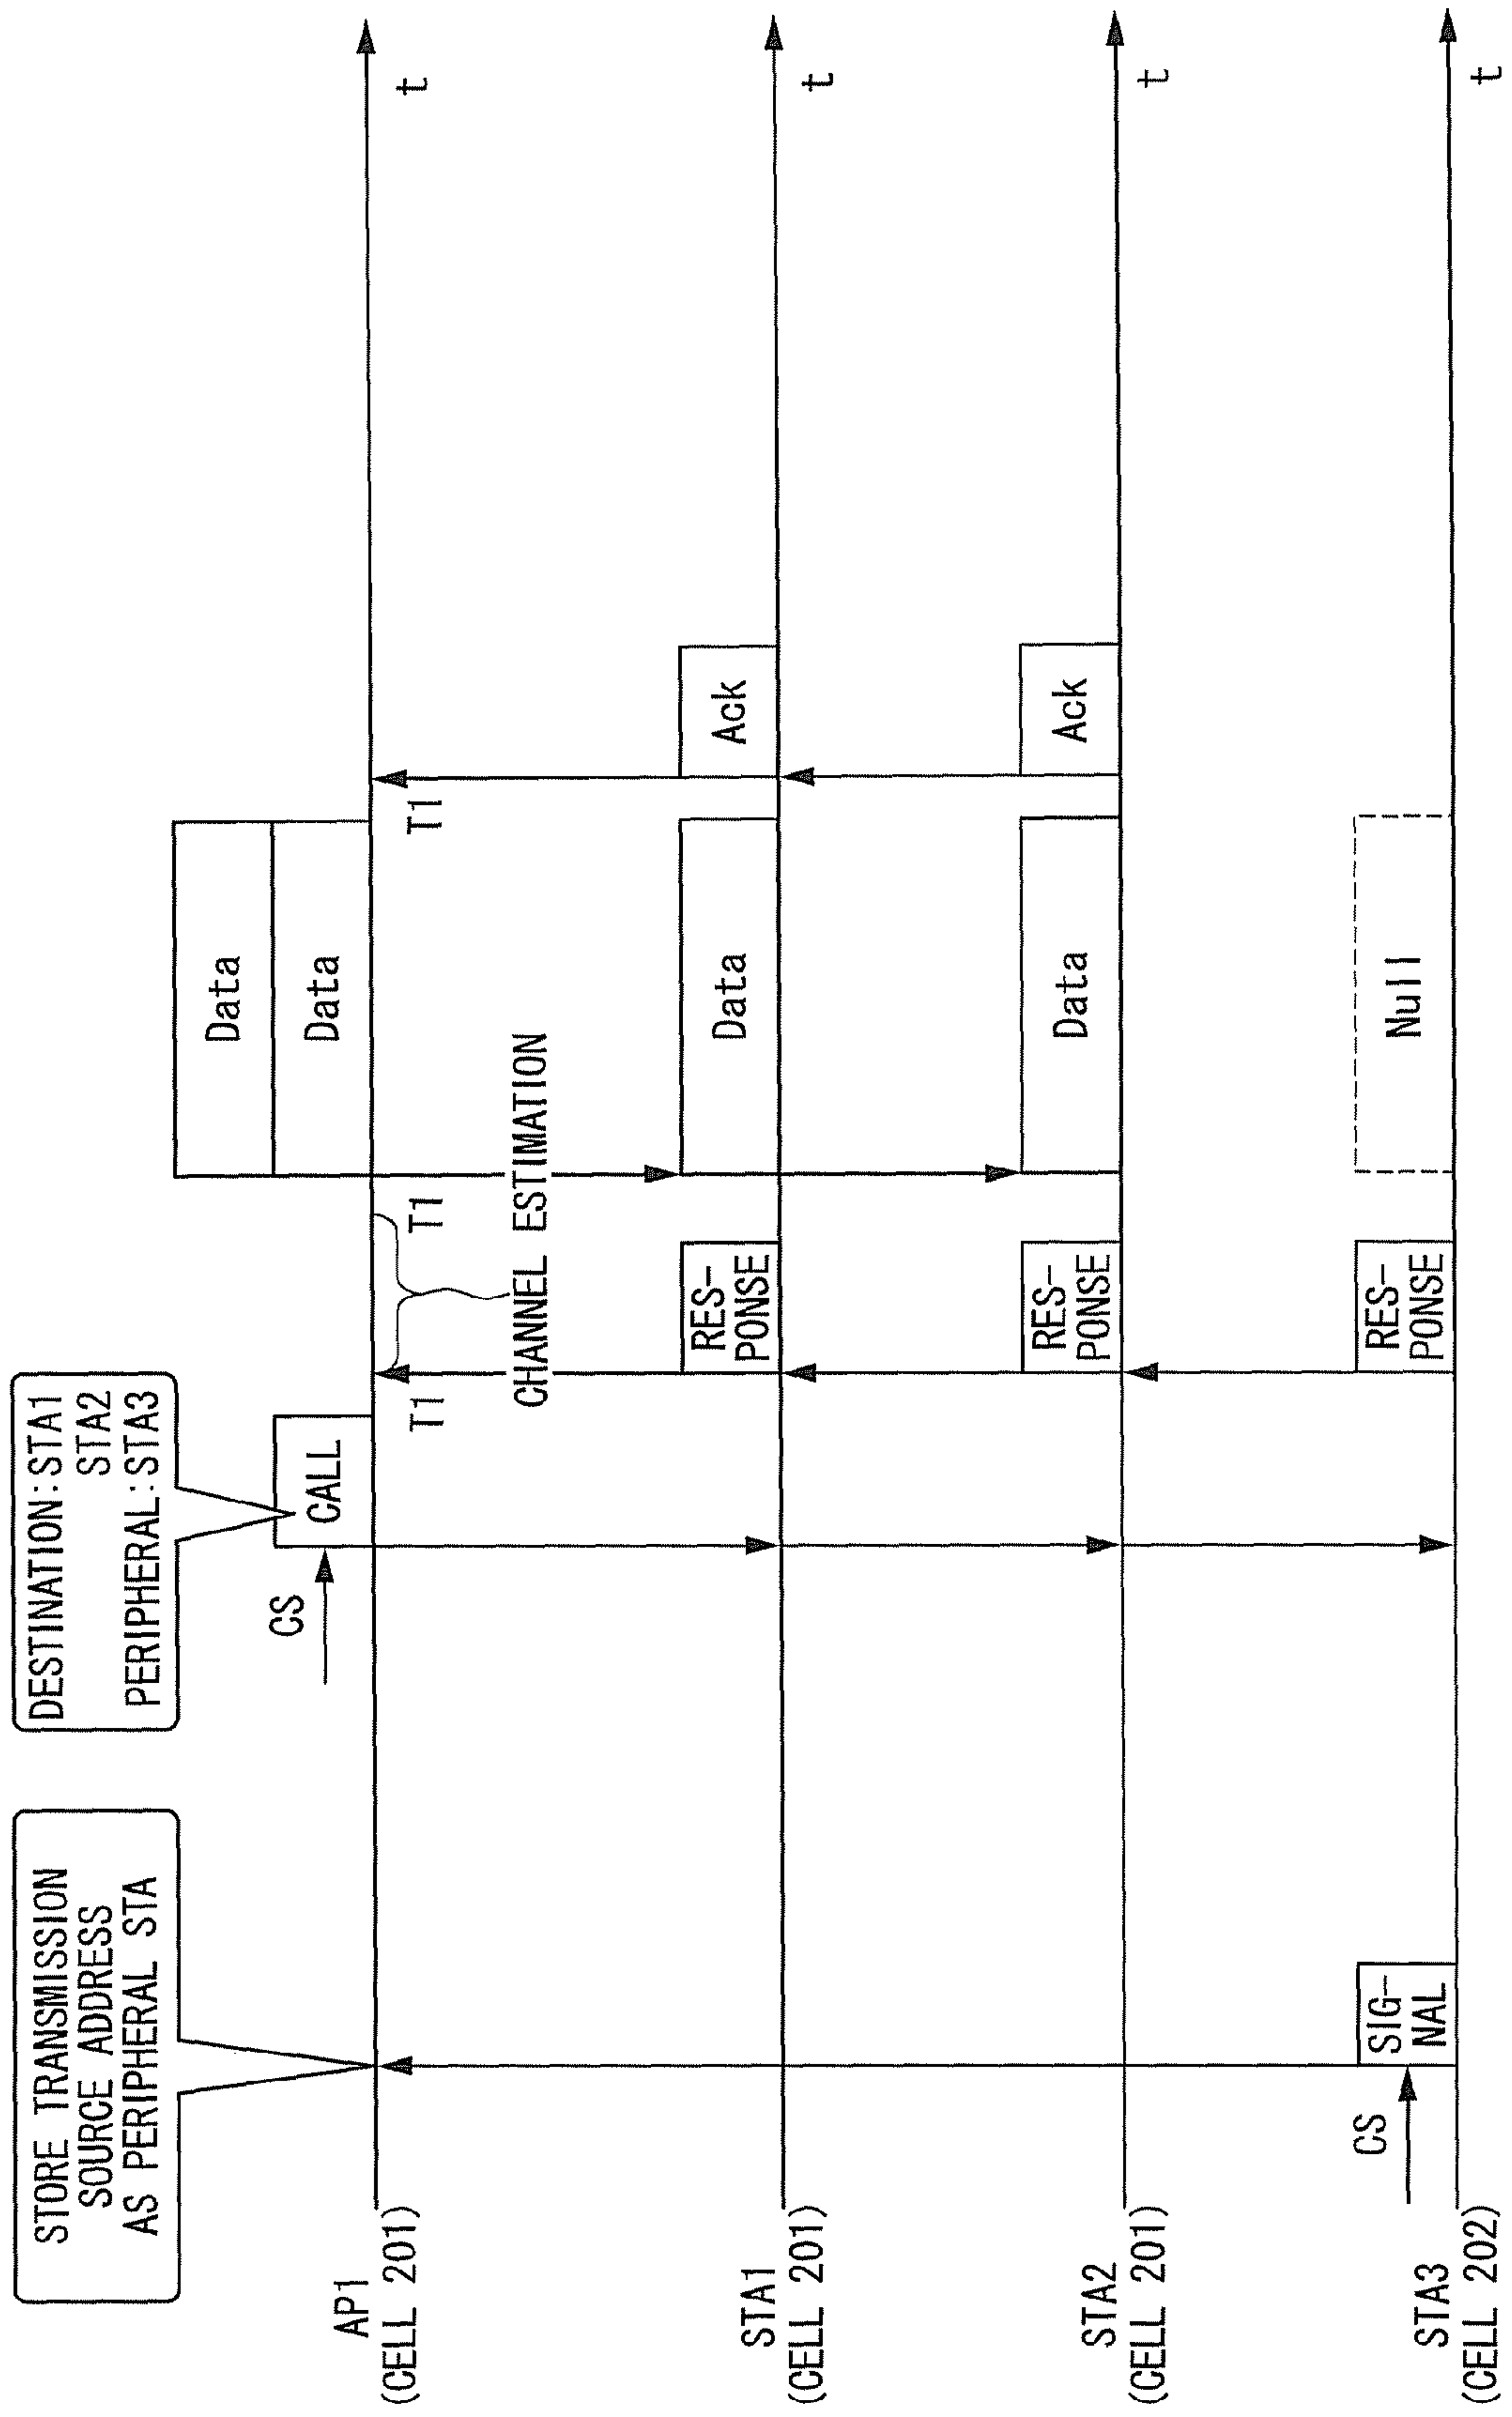 STORE TRANSMISSION
SOURCE ADDRESS
AS PERIPHERAL STA
DESTINATION:STA1
STA2
PERIPHERAL:STA3
AP1
(CELL 201)
CS
CALL
T1
T1
CHANNEL ESTIMATION
Data
Data
T1
t
STA1
(CELL 201)
RES-
PONSE
Data
Ack
t
STA2
(CELL 201)
RES-
PONSE
Data
Ack
t
STA3
(CELL 202)
CS
SIG-
NAL
RES-
PONSE
Null
t